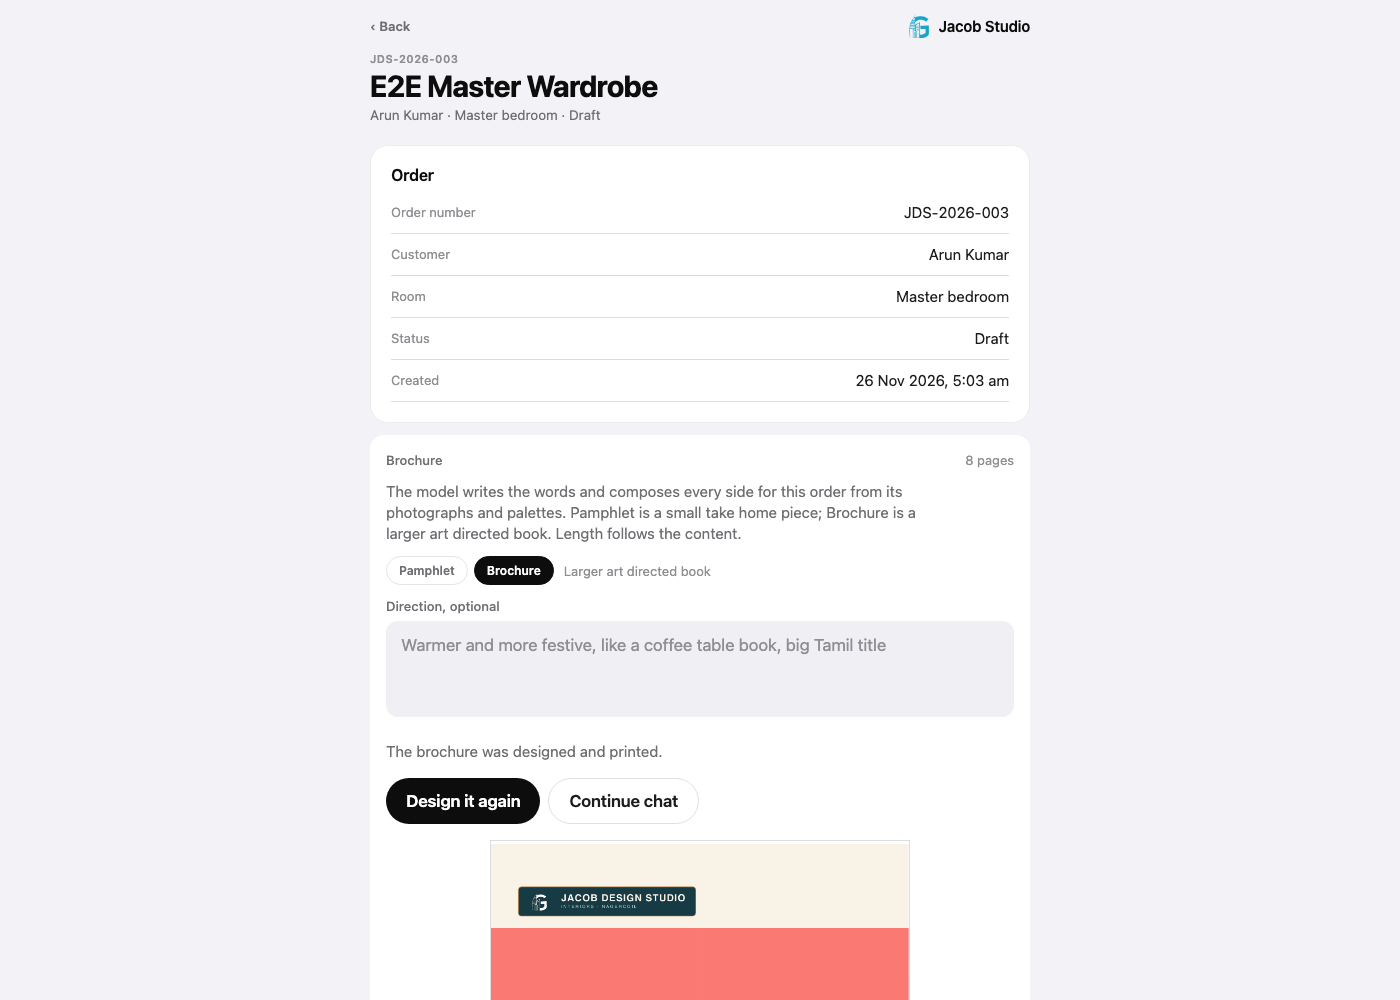 ‹ Back
Jacob Studio
JDS-2026-003
E2E Master Wardrobe
Arun Kumar · Master bedroom · Draft
Order
Order number JDS-2026-003
Customer Arun Kumar
Room Master bedroom
Status Draft
Created 26 Nov 2026, 5:03 am
Brochure 8 pages
The model writes the words and composes every side for this order from its
photographs and palettes. Pamphlet is a small take home piece; Brochure is a
larger art directed book. Length follows the content.
Pamphlet Brochure Larger art directed book
Direction, optional
Warmer and more festive, like a coffee table book, big Tamil title
The brochure was designed and printed.
Design it again Continue chat
JACOB DESIGN STUDIO
INTERIORS · NAGERCOIL